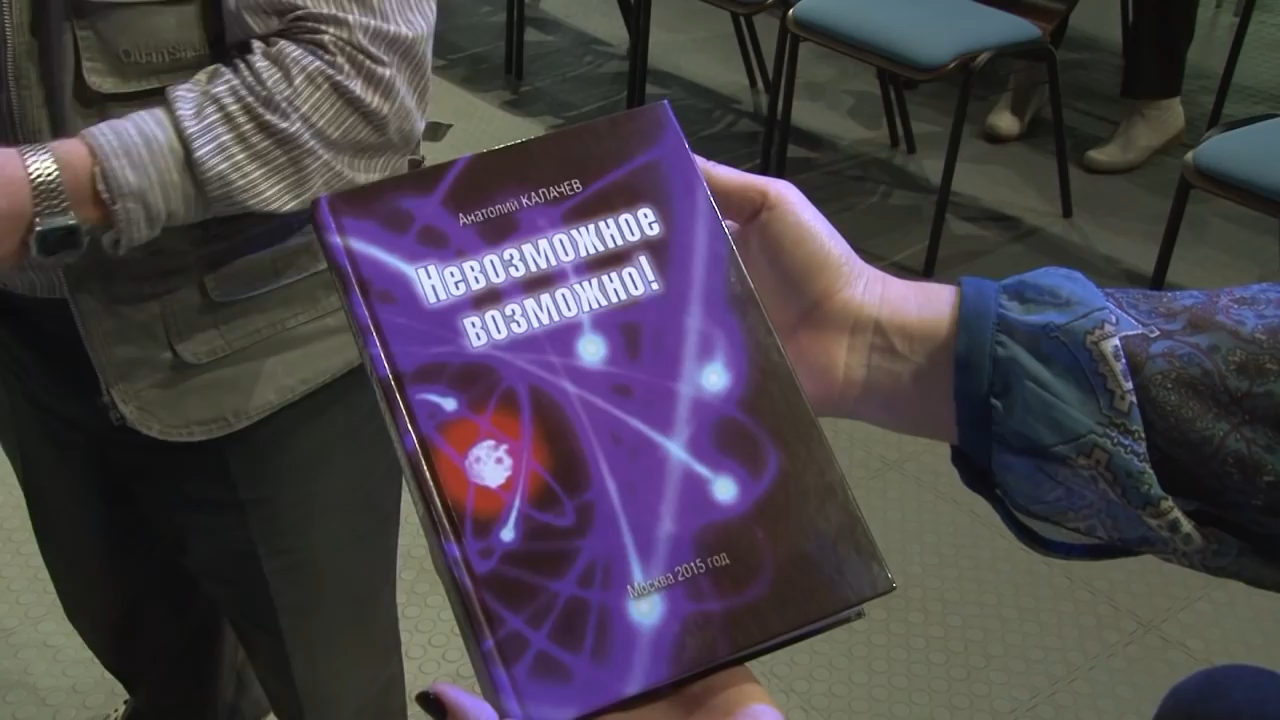 Анатолий КАЛАЧЕВ
Невозможное
возможно!
Москва 2015 год